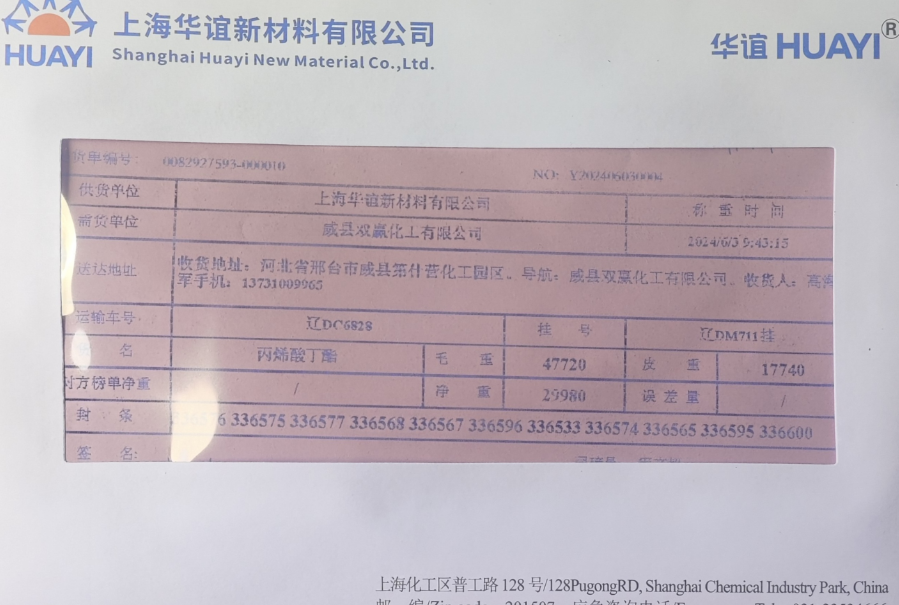 上海华谊新材料有限公司
HUAYI Shanghai Huayi New Material Co.,Ltd.
华谊 HUAYI®
货单编号: 0082927593-000010
NO: Y202406030004
供货单位 上海华谊新材料有限公司 称重时间
需货单位 威县双赢化工有限公司 2024/6/3 9:43:15
送达地址 收货地址：河北省邢台市威县第什营化工园区。导航：威县双赢化工有限公司。收货人：高
军手机：13731009965
运输车号: 辽DC6828 挂 号 辽DM711挂
名 丙烯酸丁酯 毛 重 47720 皮 重 17740
对方磅单净重 / 净 重 29980 误差量 /
封 条 336575 336577 336568 336567 336596 336533 336574 336565 336595 336600
签 名:
上海化工区普工路128号/128PugongRD, Shanghai Chemical Industry Park, China